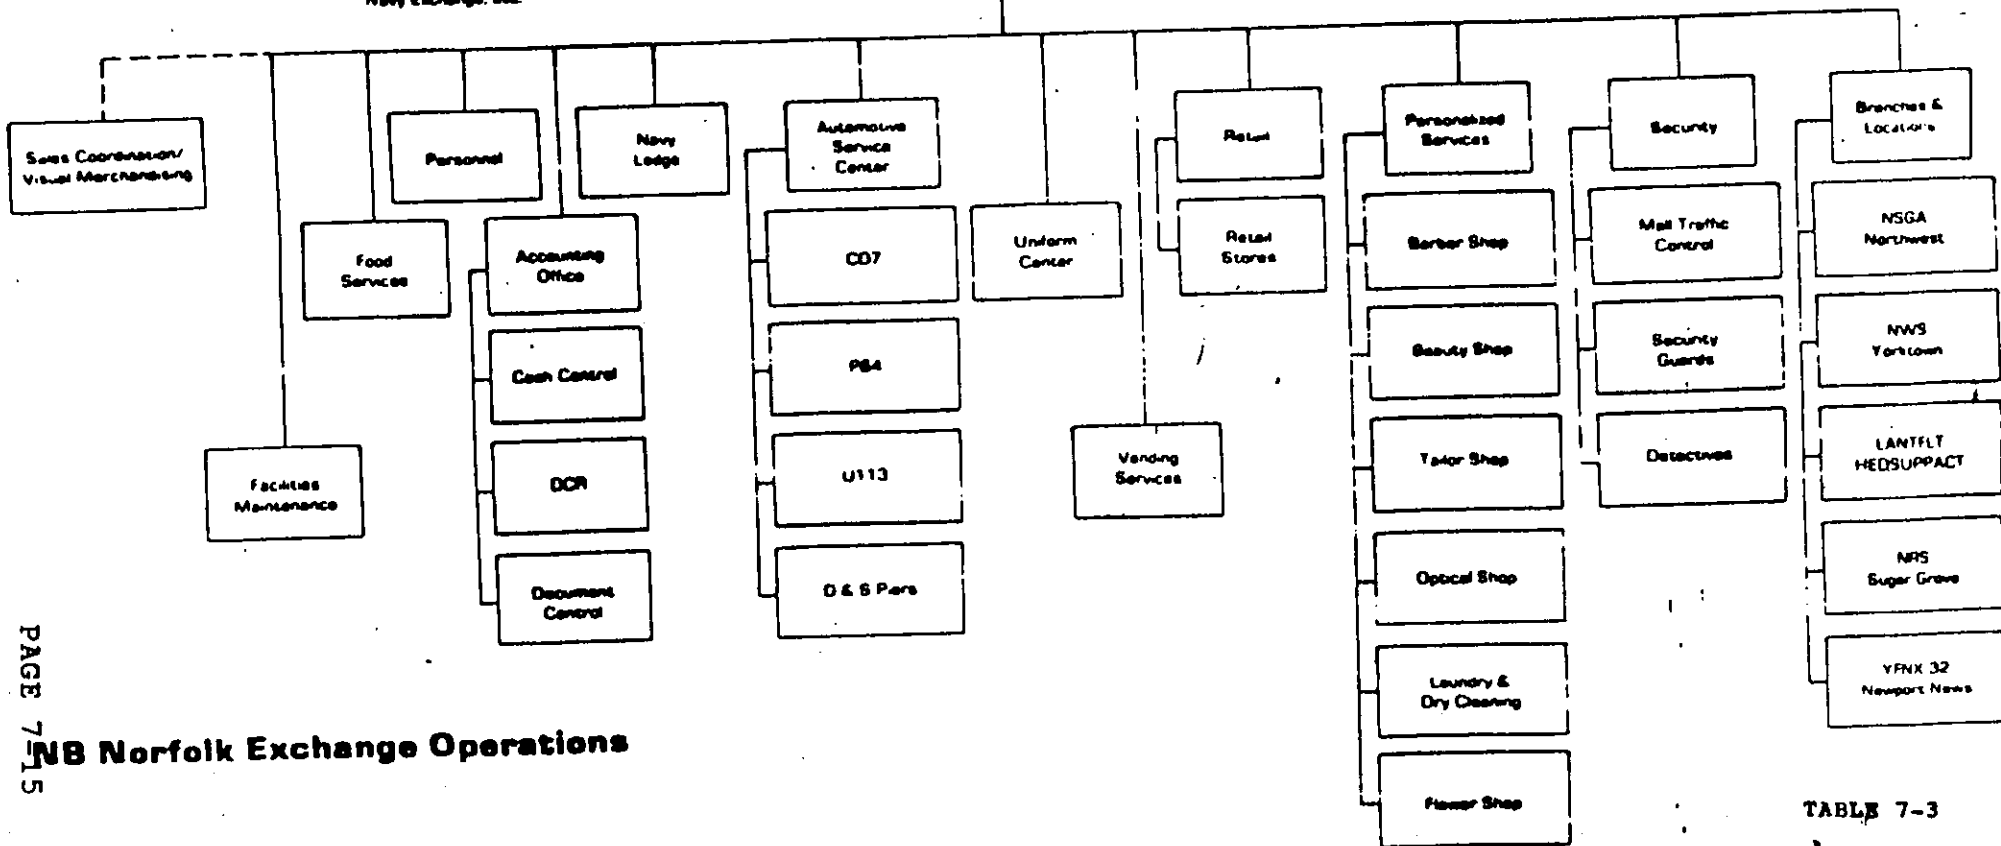 Navy Exchange, etc.
Sales Coordination/
Visual Merchandising
Facilities
Maintenance
Food
Services
Personnel
Accounting
Office
Cash Control
DCR
Document
Control
Navy
Lodge
Automotive
Service
Center
CD7
P84
U113
D & S Piers
Uniform
Center
Vending
Services
Retail
Retail
Stores
Personalized
Services
Barber Shop
Beauty Shop
Tailor Shop
Optical Shop
Laundry &
Dry Cleaning
Flower Shop
Security
Mall Traffic
Control
Security
Guards
Detectives
Branches &
Locations
NSGA
Northwest
NWS
Yorktown
LANTFLT
HEDSUPPACT
NRS
Sugar Grove
YFNX 32
Newport News
PAGE 7-15
NB Norfolk Exchange Operations
TABLE 7-3